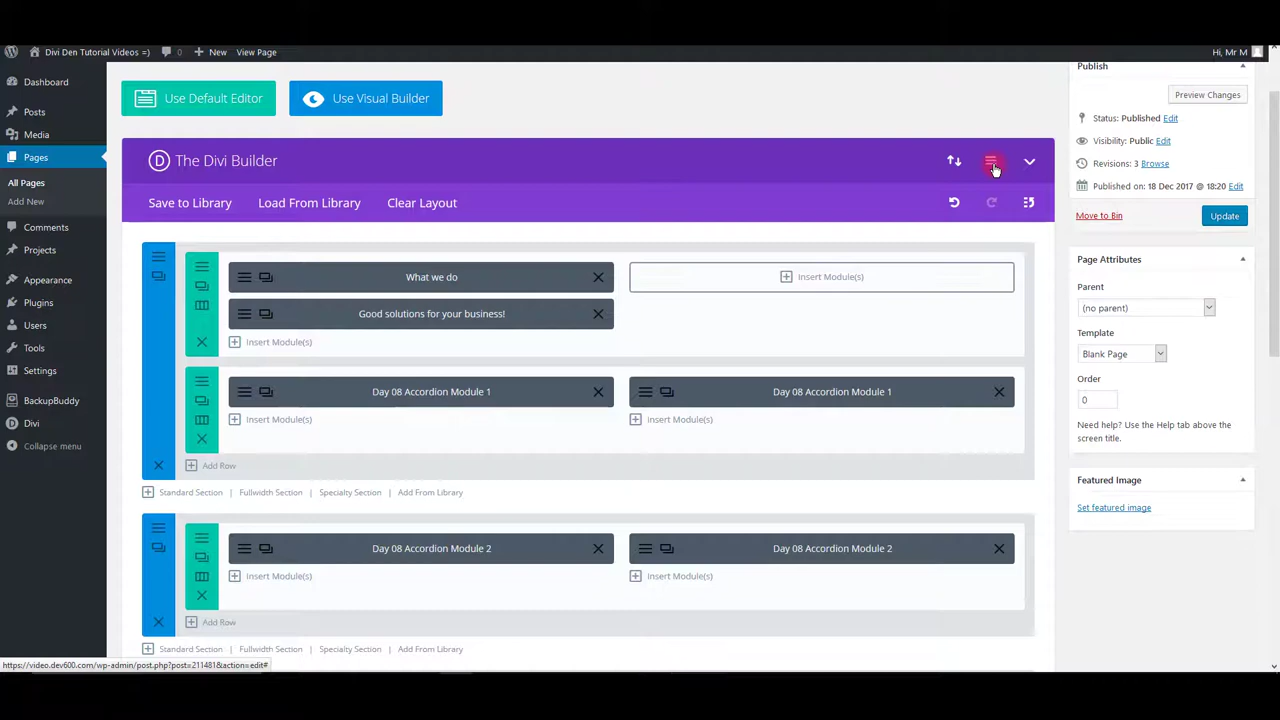 Divi Den Tutorial Videos =)
0
New
View Page
Hi, Mr M
Dashboard
Posts
Media
Pages
All Pages
Add New
Comments
Projects
Appearance
Plugins
Users
Tools
Settings
BackupBuddy
Divi
Collapse menu
Use Default Editor
Use Visual Builder
D
The Divi Builder
Save to Library
Load From Library
Clear Layout
What we do
Insert Module(s)
Good solutions for your business!
Insert Module(s)
Day 08 Accordion Module 1
Day 08 Accordion Module 1
Insert Module(s)
Insert Module(s)
Add Row
Standard Section | Fullwidth Section | Specialty Section | Add From Library
Day 08 Accordion Module 2
Day 08 Accordion Module 2
Insert Module(s)
Insert Module(s)
Add Row
Standard Section | Fullwidth Section | Specialty Section | Add From Library
Publish
Preview Changes
Status: Published Edit
Visibility: Public Edit
Revisions: 3 Browse
Published on: 18 Dec 2017 @ 18:20 Edit
Move to Bin
Update
Page Attributes
Parent
(no parent)
Template
Blank Page
Order
0
Need help? Use the Help tab above the
screen title.
Featured Image
Set featured image
https://video.dev600.com/wp-admin/post.php?post=211481&action=edit#